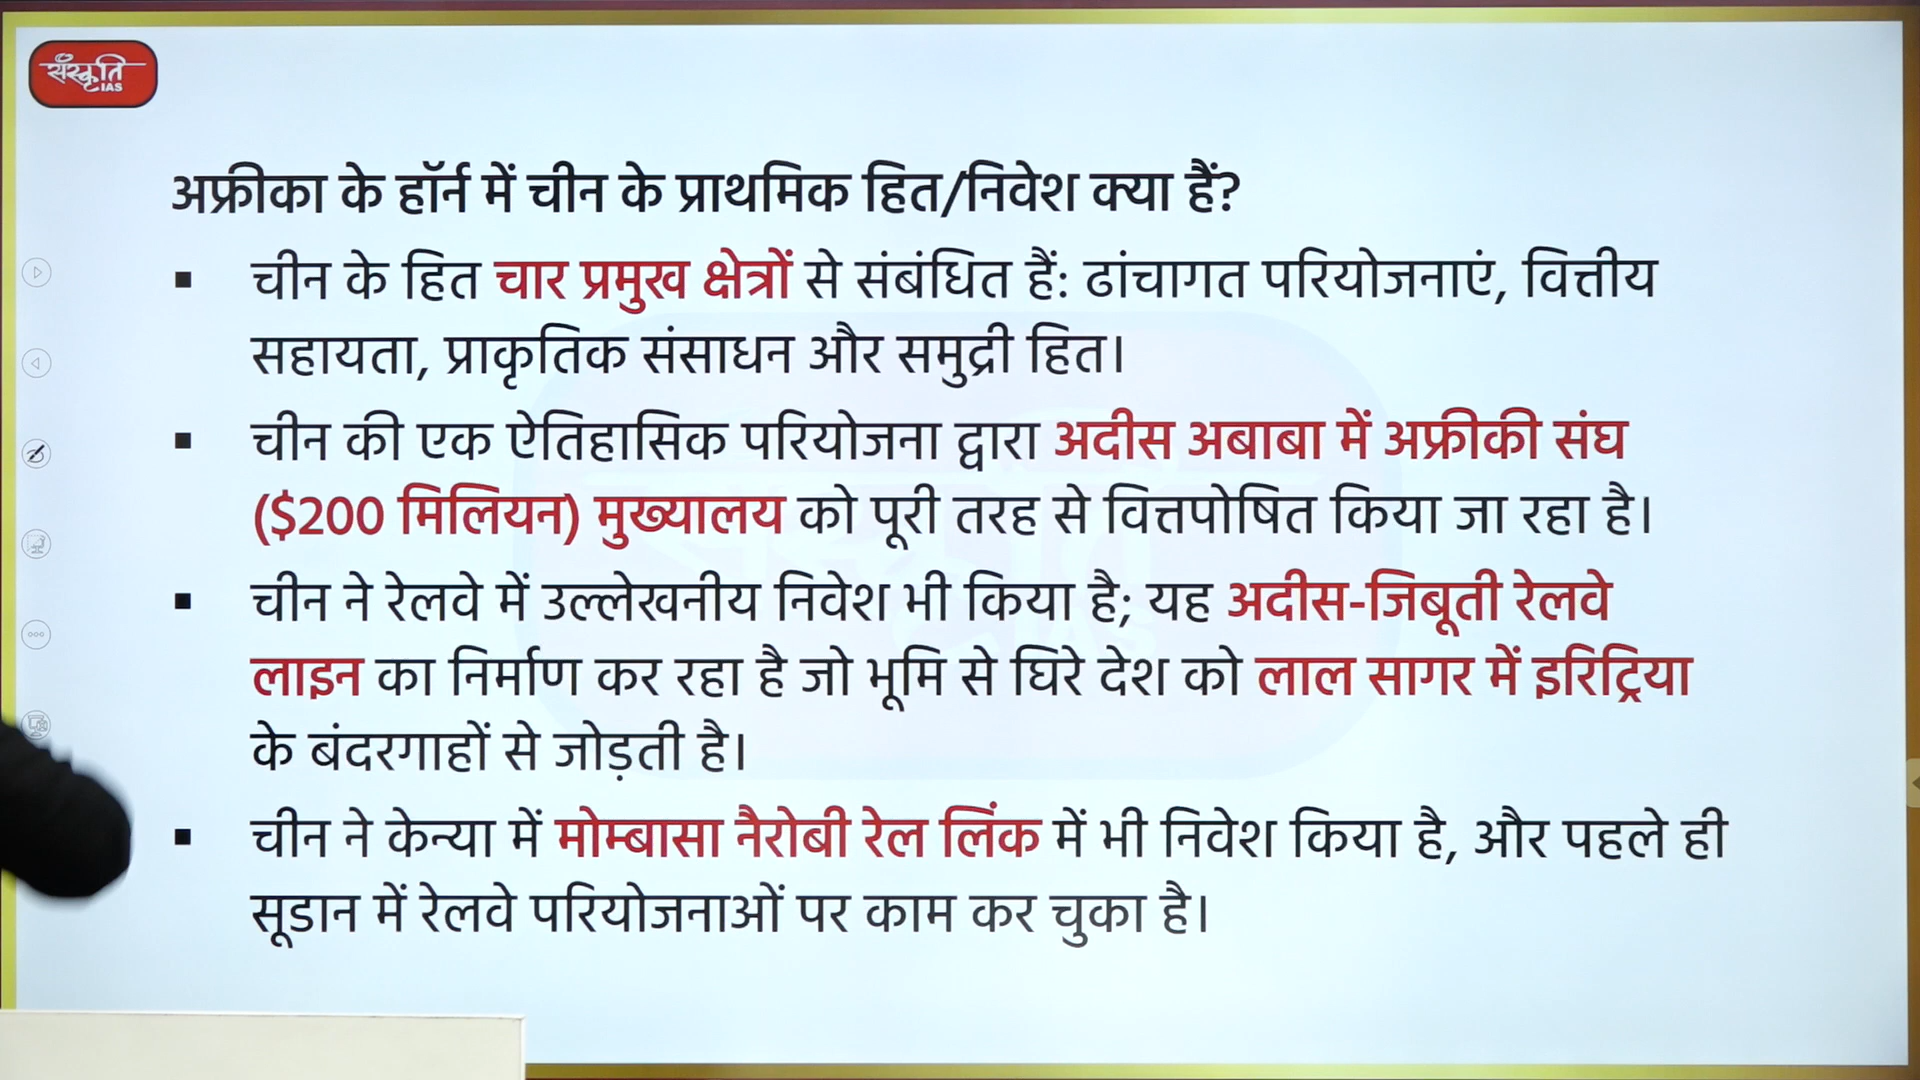 संस्कृति
IAS
अफ्रीका के हॉर्न में चीन के प्राथमिक हित/निवेश क्या हैं?
▪ चीन के हित चार प्रमुख क्षेत्रों से संबंधित हैं: ढांचागत परियोजनाएं, वित्तीय
सहायता, प्राकृतिक संसाधन और समुद्री हित।
▪ चीन की एक ऐतिहासिक परियोजना द्वारा अदीस अबाबा में अफ्रीकी संघ
($200 मिलियन) मुख्यालय को पूरी तरह से वित्तपोषित किया जा रहा है।
▪ चीन ने रेलवे में उल्लेखनीय निवेश भी किया है; यह अदीस-जिबूती रेलवे
लाइन का निर्माण कर रहा है जो भूमि से घिरे देश को लाल सागर में इरिट्रिया
के बंदरगाहों से जोड़ती है।
▪ चीन ने केन्या में मोम्बासा नैरोबी रेल लिंक में भी निवेश किया है, और पहले ही
सूडान में रेलवे परियोजनाओं पर काम कर चुका है।